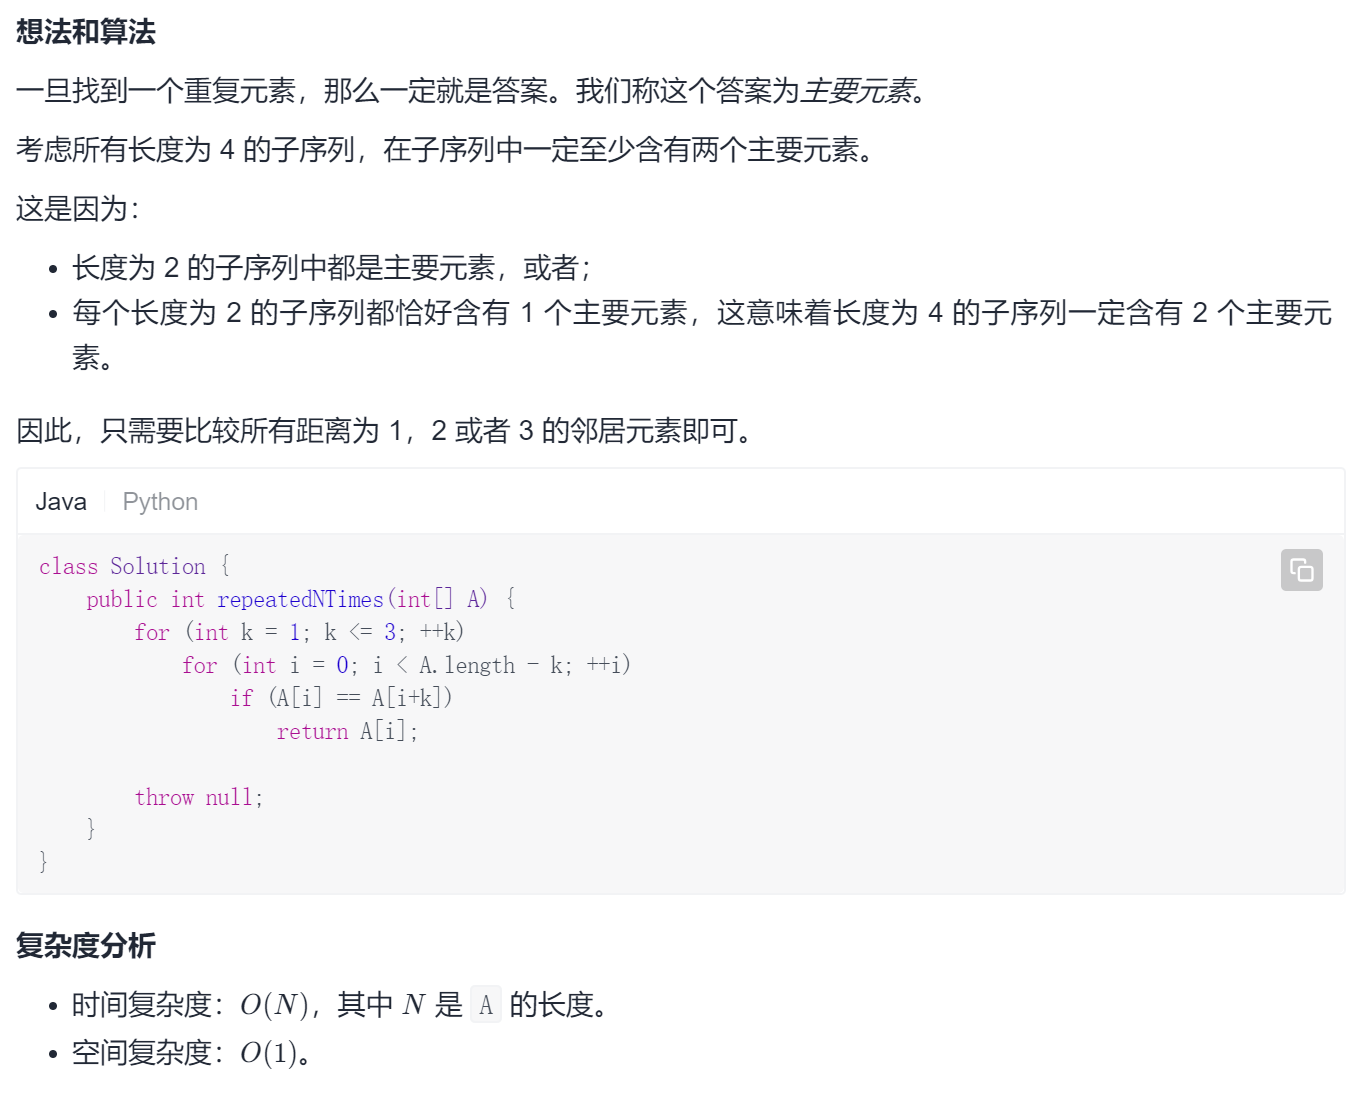 想法和算法
一旦找到一个重复元素，那么一定就是答案。我们称这个答案为主要元素。
考虑所有长度为 4 的子序列，在子序列中一定至少含有两个主要元素。
这是因为：
• 长度为 2 的子序列中都是主要元素，或者；
• 每个长度为 2 的子序列都恰好含有 1 个主要元素，这意味着长度为 4 的子序列一定含有 2 个主要元
素。
因此，只需要比较所有距离为 1，2 或者 3 的邻居元素即可。
Java Python
class Solution {
    public int repeatedNTimes(int[] A) {
        for (int k = 1; k <= 3; ++k)
            for (int i = 0; i < A.length - k; ++i)
                if (A[i] == A[i+k])
                    return A[i];
        throw null;
    }
}
复杂度分析
• 时间复杂度：O(N)，其中 N 是 A 的长度。
• 空间复杂度：O(1)。